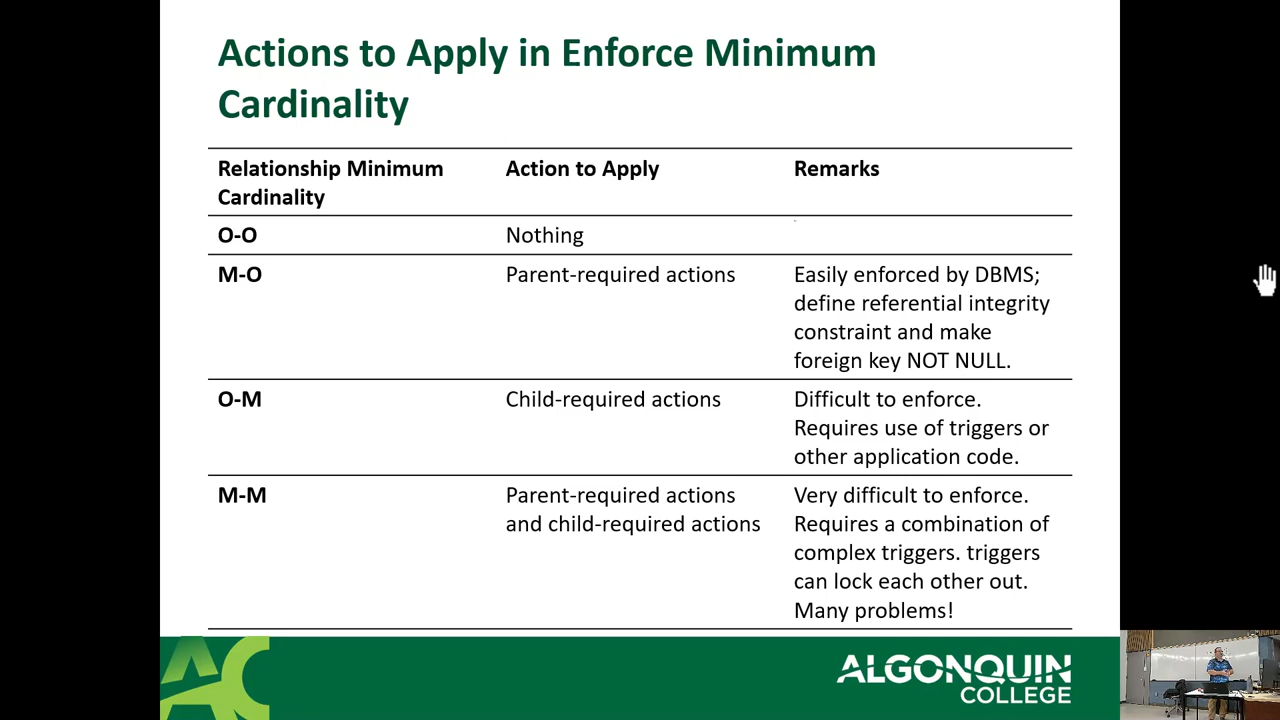 Actions to Apply in Enforce Minimum
Cardinality
Relationship Minimum
Cardinality
Action to Apply
Remarks
O-O
Nothing
M-O
Parent-required actions
Easily enforced by DBMS;
define referential integrity
constraint and make
foreign key NOT NULL.
O-M
Child-required actions
Difficult to enforce.
Requires use of triggers or
other application code.
M-M
Parent-required actions
and child-required actions
Very difficult to enforce.
Requires a combination of
complex triggers. triggers
can lock each other out.
Many problems!
AC
ALGONQUIN
COLLEGE